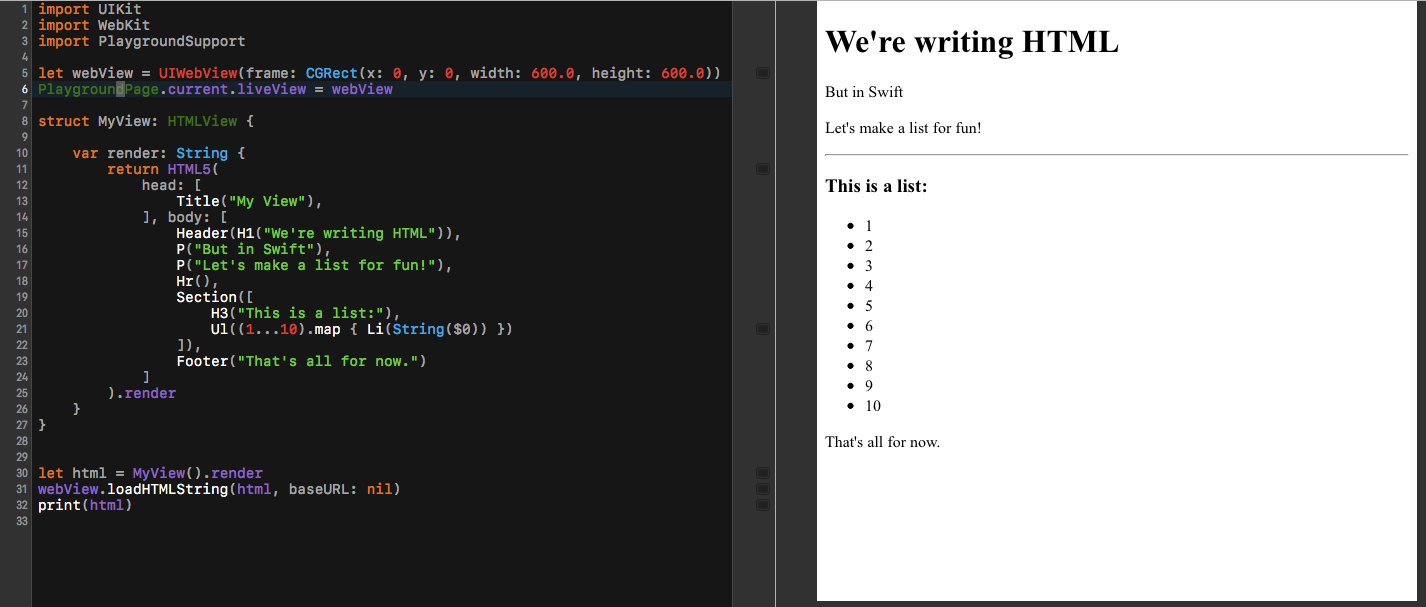 1 import UIKit
2 import WebKit
3 import PlaygroundSupport
4
5 let webView = UIWebView(frame: CGRect(x: 0, y: 0, width: 600.0, height: 600.0))
6 PlaygroundPage.current.liveView = webView
7
8 struct MyView: HTMLView {
9
10     var render: String {
11         return HTML5(
12             head: [
13                 Title("My View"),
14             ], body: [
15                 Header(H1("We're writing HTML")),
16                 P("But in Swift"),
17                 P("Let's make a list for fun!"),
18                 Hr(),
19                 Section([
20                     H3("This is a list:"),
21                     Ul((1...10).map { Li(String($0)) })
22                 ]),
23                 Footer("That's all for now.")
24             ]
25         ).render
26     }
27 }
28
29
30 let html = MyView().render
31 webView.loadHTMLString(html, baseURL: nil)
32 print(html)
33
We're writing HTML
But in Swift
Let's make a list for fun!
This is a list:
• 1
• 2
• 3
• 4
• 5
• 6
• 7
• 8
• 9
• 10
That's all for now.